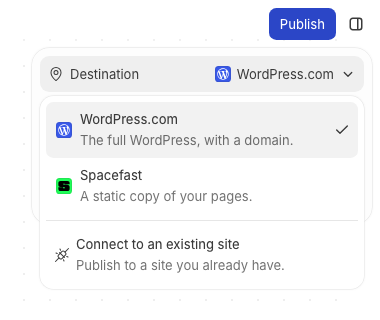 Publish
Destination WordPress.com
WordPress.com
The full WordPress, with a domain.
Spacefast
A static copy of your pages.
Connect to an existing site
Publish to a site you already have.